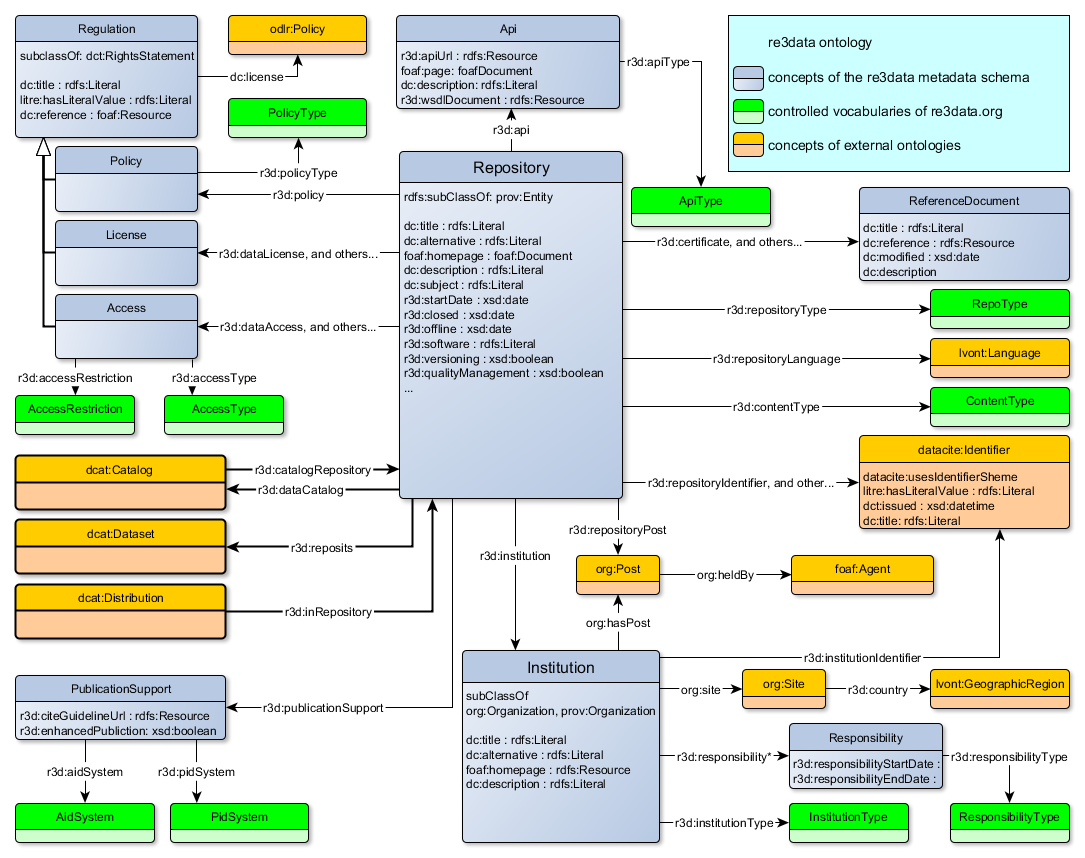 Regulation
subclassOf: dct:RightsStatement
dc:title : rdfs:Literal
litre:hasLiteralValue : rdfs:Literal
dc:reference : foaf:Resource
odlr:Policy
dc:license
PolicyType
Policy
r3d:policyType
r3d:policy
License
r3d:dataLicense, and others...
Access
r3d:dataAccess, and others...
r3d:accessRestriction
r3d:accessType
AccessRestriction
AccessType
Api
r3d:apiUrl : rdfs:Resource
foaf:page: foafDocument
dc:description: rdfs:Literal
r3d:wsdlDocument : rdfs:Resource
r3d:apiType
r3d:api
ApiType
re3data ontology
concepts of the re3data metadata schema
controlled vocabularies of re3data.org
concepts of external ontologies
Repository
rdfs:subClassOf: prov:Entity
dc:title : rdfs:Literal
dc:alternative : rdfs:Literal
foaf:homepage : foaf:Document
dc:description : rdfs:Literal
dc:subject : rdfs:Literal
r3d:startDate : xsd:date
r3d:closed : xsd:date
r3d:offline : xsd:date
r3d:software : rdfs:Literal
r3d:versioning : xsd:boolean
r3d:qualityManagement : xsd:boolean
...
r3d:certificate, and others...
ReferenceDocument
dc:title : rdfs:Literal
dc:reference : rdfs:Resource
dc:modified : xsd:date
dc:description
r3d:repositoryType
RepoType
r3d:repositoryLanguage
lvont:Language
r3d:contentType
ContentType
r3d:repositoryIdentifier, and other...
datacite:Identifier
datacite:usesIdentifierSheme
litre:hasLiteralValue : rdfs:Literal
dct:issued : xsd:datetime
dc:title: rdfs:Literal
dcat:Catalog
r3d:catalogRepository
r3d:dataCatalog
dcat:Dataset
r3d:reposits
dcat:Distribution
r3d:inRepository
r3d:institution
r3d:repositoryPost
org:Post
org:heldBy
foaf:Agent
org:hasPost
PublicationSupport
r3d:citeGuidelineUrl : rdfs:Resource
r3d:enhancedPubliction: xsd:boolean
r3d:publicationSupport
r3d:aidSystem
r3d:pidSystem
AidSystem
PidSystem
Institution
subClassOf
org:Organization, prov:Organization
dc:title : rdfs:Literal
dc:alternative : rdfs:Literal
foaf:homepage : rdfs:Resource
dc:description : rdfs:Literal
r3d:institutionIdentifier
org:site
org:Site
r3d:country
lvont:GeographicRegion
r3d:responsibility*
Responsibility
r3d:responsibilityStartDate :
r3d:responsibilityEndDate :
r3d:responsibilityType
r3d:institutionType
InstitutionType
ResponsibilityType